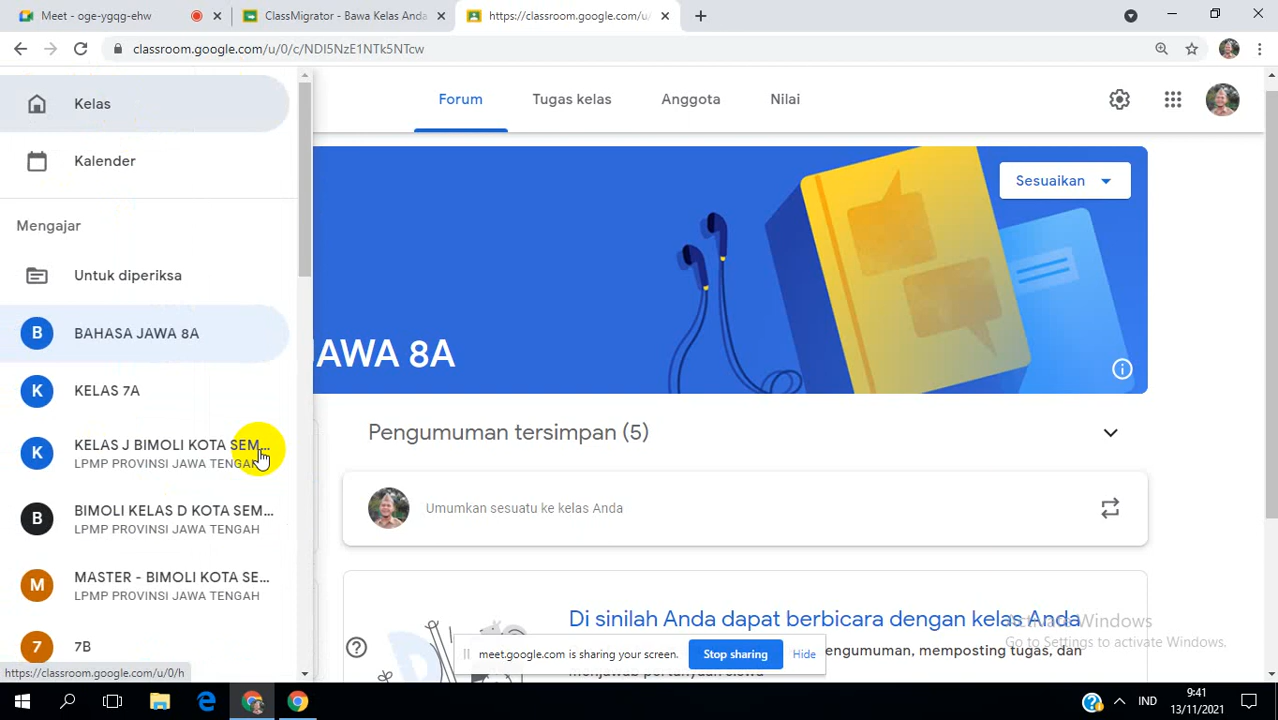 Meet - oge-ygqq-ehw
ClassMigrator - Bawa Kelas Anda
https://classroom.google.com/u/
classroom.google.com/u/0/c/NDI5NzE1NTk5NTcw
Kelas
Forum
Tugas kelas
Anggota
Nilai
Kalender
Sesuaikan
Mengajar
Untuk diperiksa
B
BAHASA JAWA 8A
JAWA 8A
K
KELAS 7A
Pengumuman tersimpan (5)
K
KELAS J BIMOLI KOTA SEM...
LPMP PROVINSI JAWA TENGAH
Umumkan sesuatu ke kelas Anda
B
BIMOLI KELAS D KOTA SEM...
LPMP PROVINSI JAWA TENGAH
M
MASTER - BIMOLI KOTA SE...
LPMP PROVINSI JAWA TENGAH
Di sinilah Anda dapat berbicara dengan kelas Anda
Activate Windows
Go to Settings to activate Windows.
7
7B
meet.google.com is sharing your screen.
Stop sharing
Hide
engumuman, memposting tugas, dan
menjawab pertanyaan siswa
https://classroom.google.com/u/0/h
IND
9:41
13/11/2021